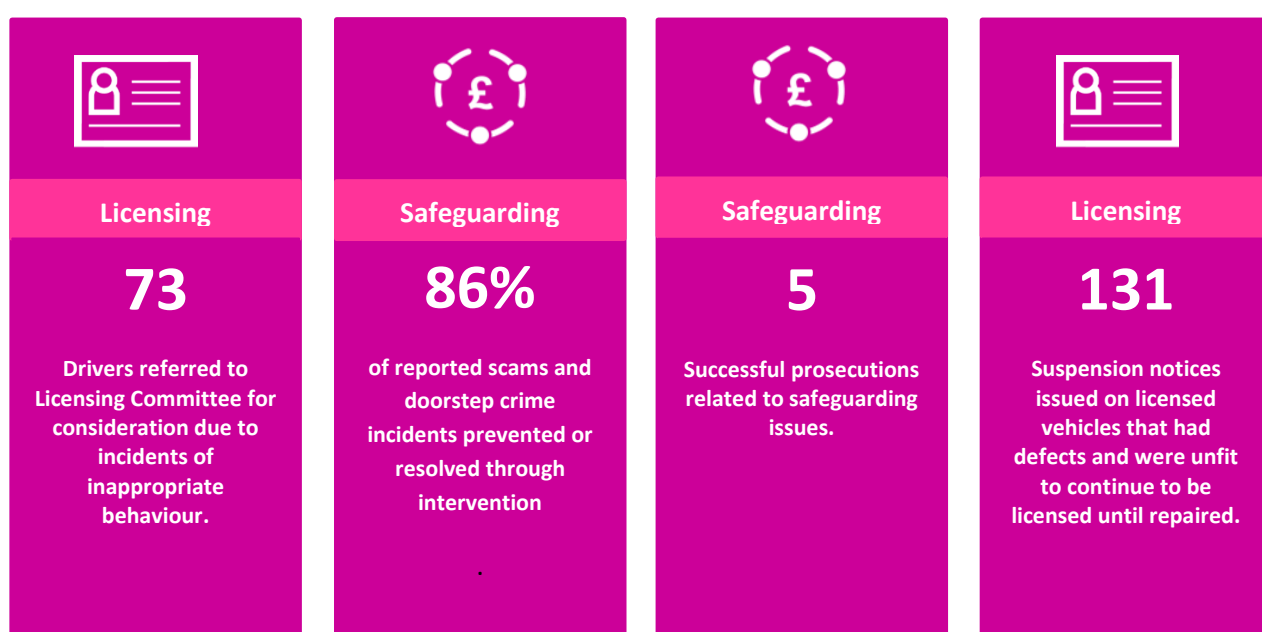 Licensing
73
Drivers referred to
Licensing Committee for
consideration due to
incidents of
inappropriate
behaviour.
£
Safeguarding
86%
of reported scams and
doorstep crime
incidents prevented or
resolved through
intervention
.
£
Safeguarding
5
Successful prosecutions
related to safeguarding
issues.
Licensing
131
Suspension notices
issued on licensed
vehicles that had
defects and were unfit
to continue to be
licensed until repaired.